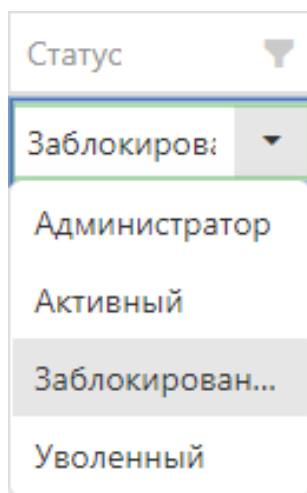 Статус
Заблокирова
Администратор
Активный
Заблокирован...
Уволенный